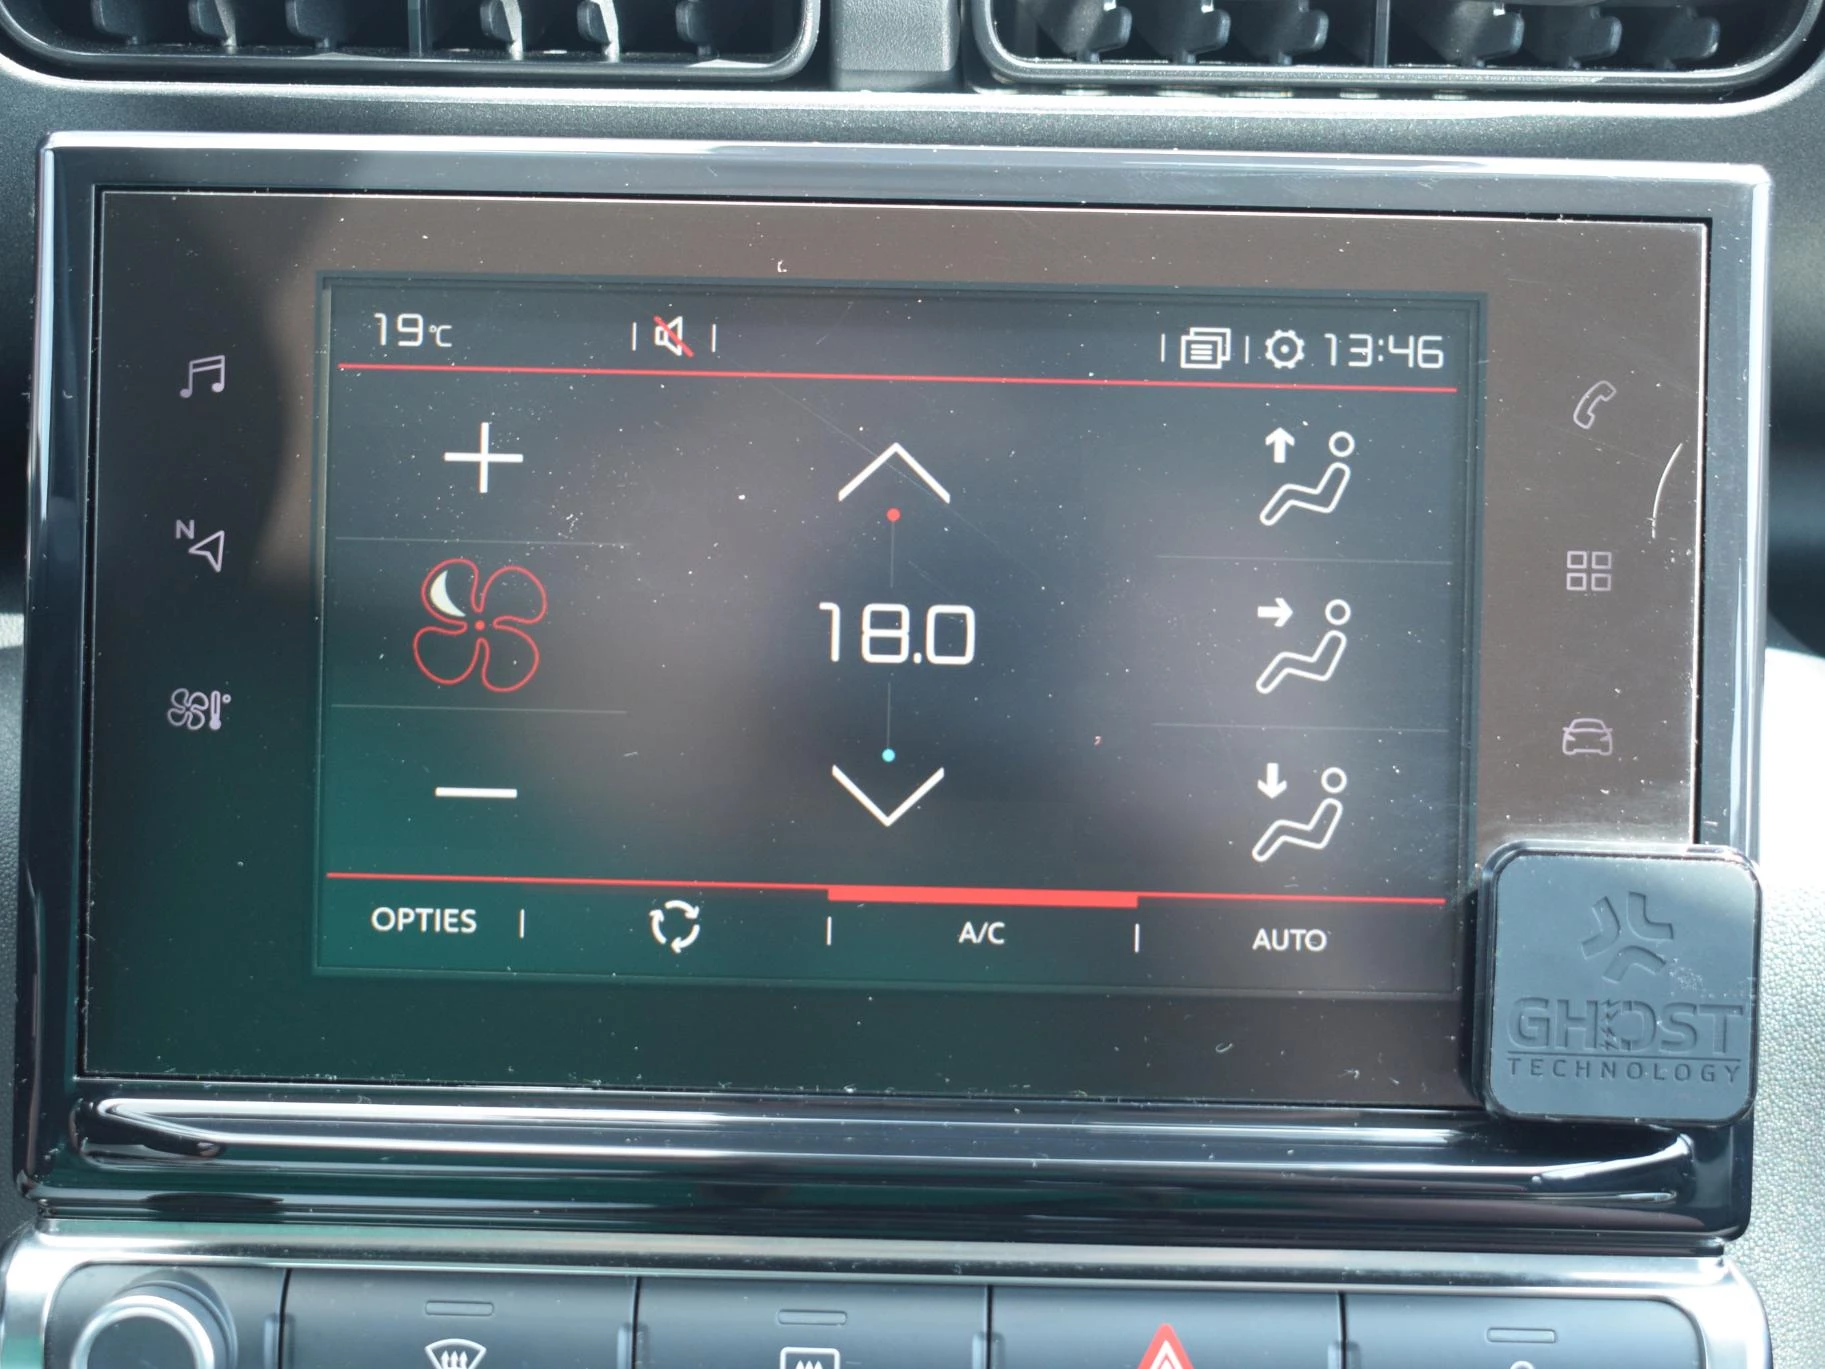 19°C
13:46
N
18.0
OPTIES
A/C
AUTO
GHOST
TECHNOLOGY